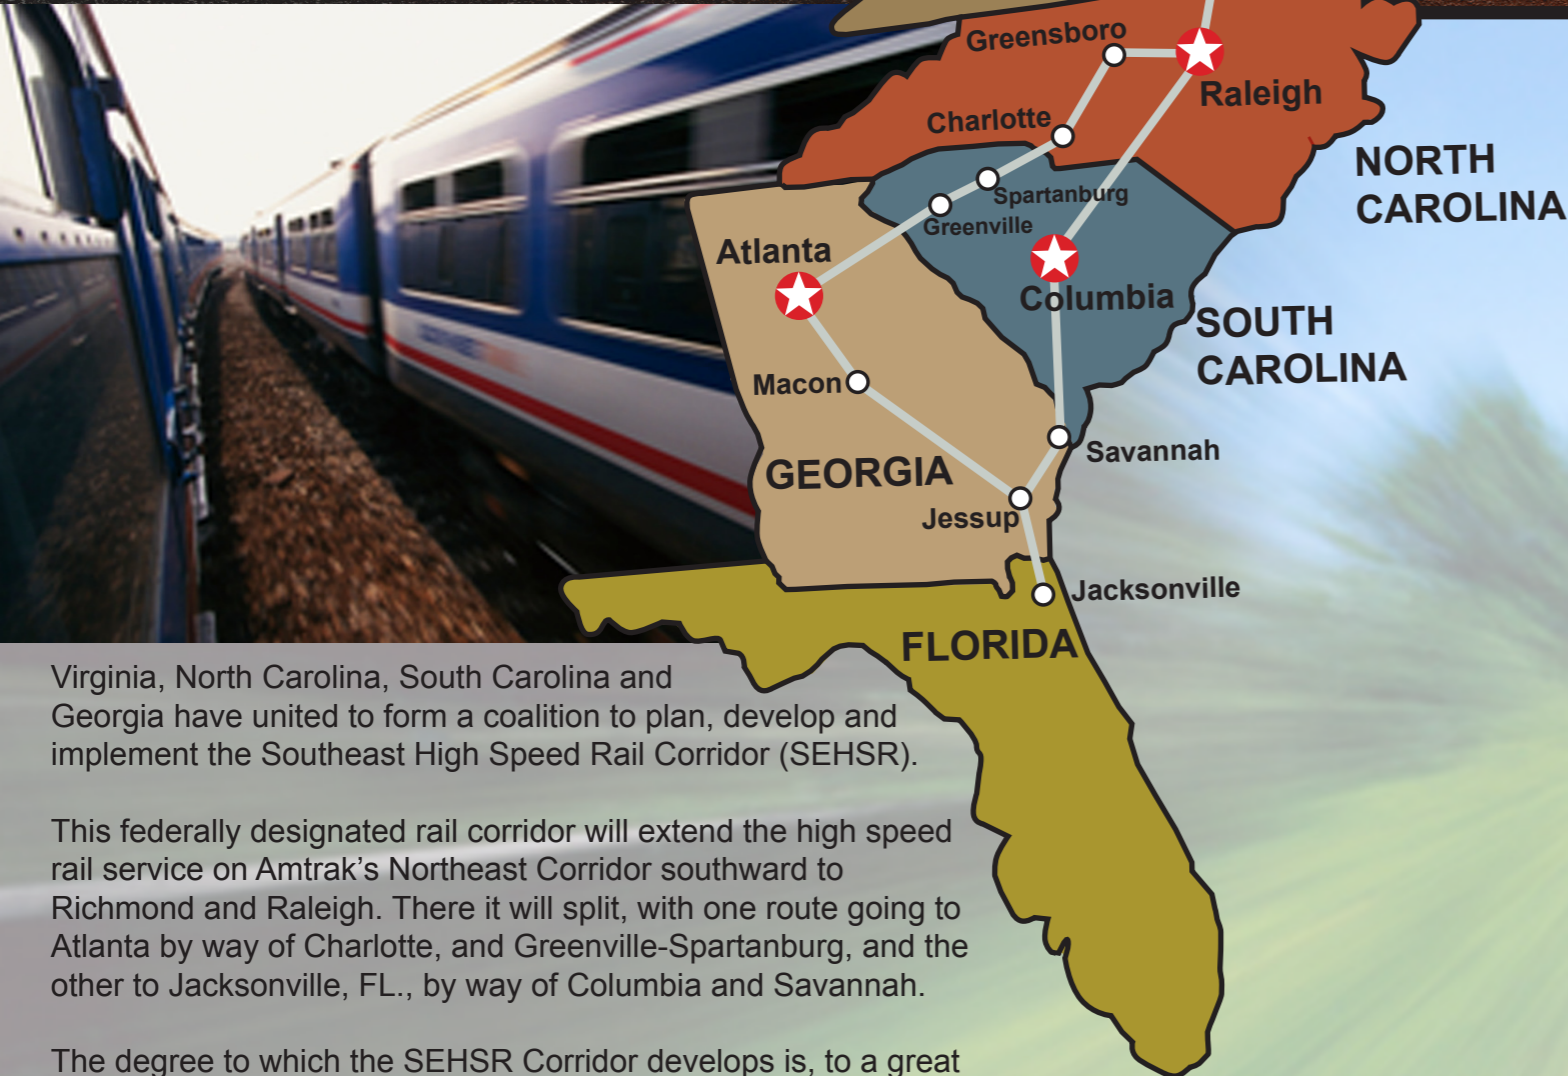 Greensboro
Raleigh
Charlotte
NORTH
CAROLINA
Spartanburg
Greenville
Atlanta
Columbia
SOUTH
CAROLINA
Macon
Savannah
GEORGIA
Jessup
Jacksonville
FLORIDA
Virginia, North Carolina, South Carolina and
Georgia have united to form a coalition to plan, develop and
implement the Southeast High Speed Rail Corridor (SEHSR).
This federally designated rail corridor will extend the high speed
rail service on Amtrak’s Northeast Corridor southward to
Richmond and Raleigh. There it will split, with one route going to
Atlanta by way of Charlotte, and Greenville-Spartanburg, and the
other to Jacksonville, FL., by way of Columbia and Savannah.
The degree to which the SEHSR Corridor develops is, to a great